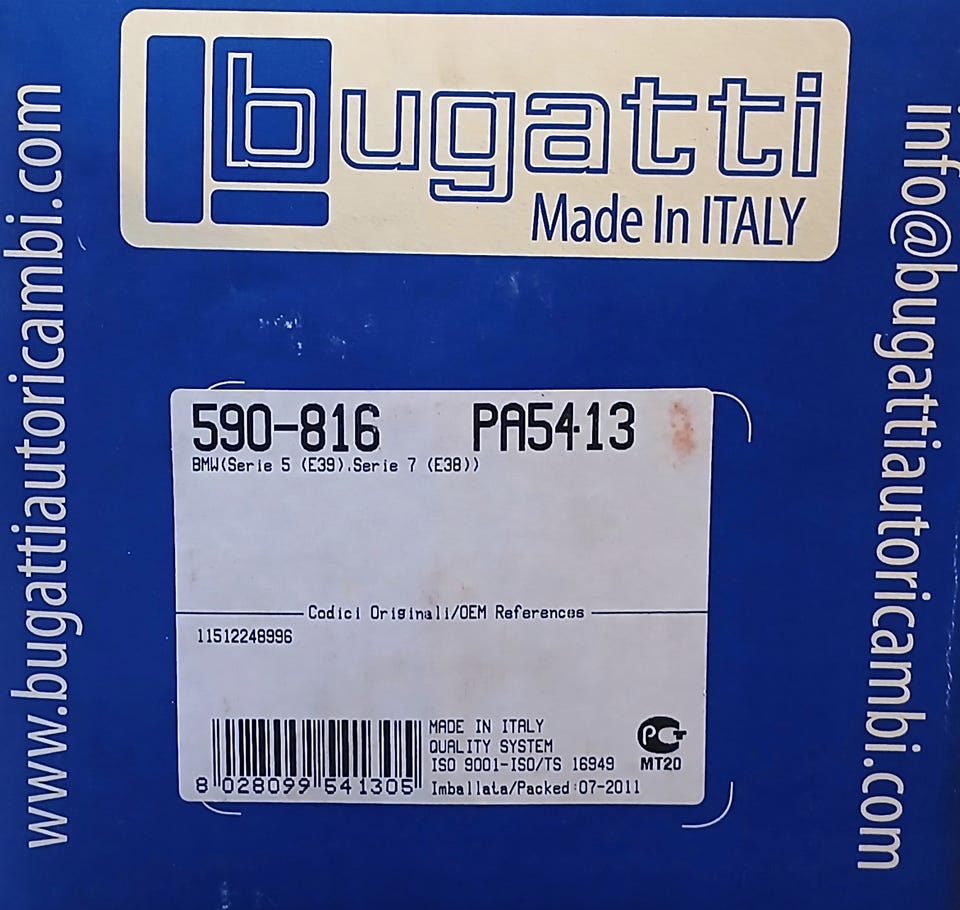 bugatti
Made In ITALY
www.bugattiautoricambi.com
info@bugattiautoricambi.com
590-816 PA5413
BMW(Serie 5 (E39).Serie 7 (E38))
Codici Originali/OEM References
11512248996
MADE IN ITALY
QUALITY SYSTEM
ISO 9001-ISO/TS 16949
Imballata/Packed:07-2011
8 028099 541305
PCT
MT20